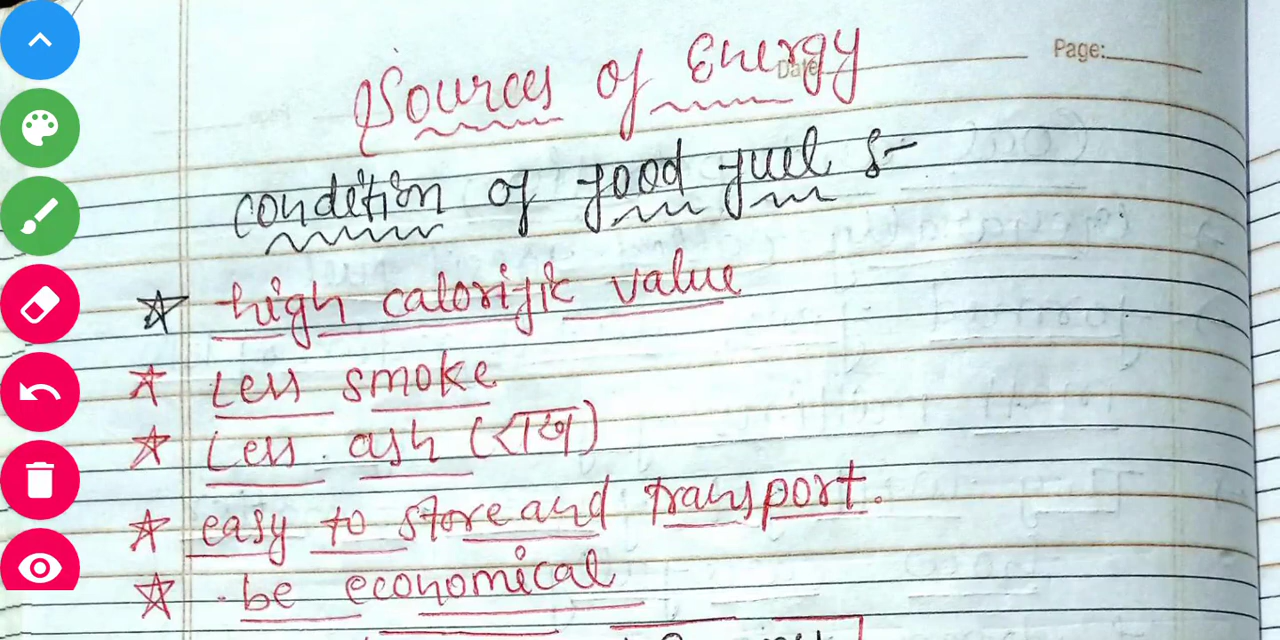 Sources of Energy
Date
Page:
condition of good fuel :-
high calorific value
Less smoke
Less ash (राख)
easy to store and transport.
be economical